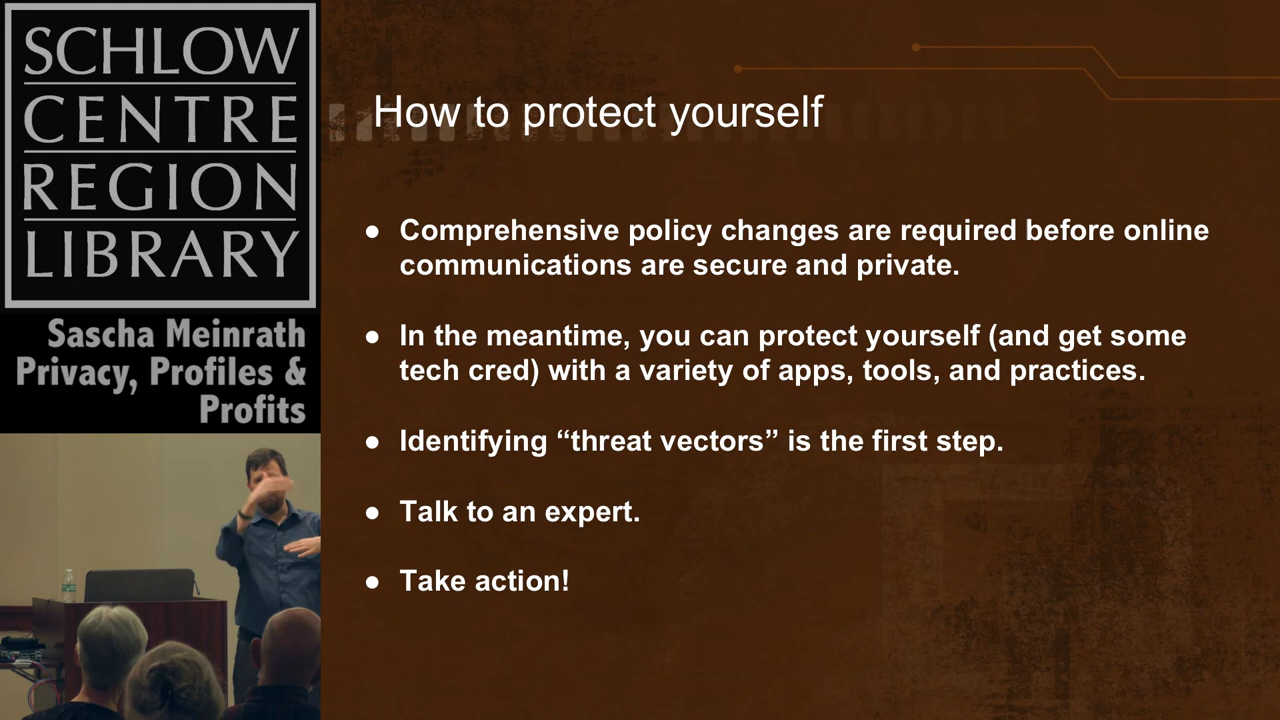 SCHLOW
CENTRE
REGION
LIBRARY
Sascha Meinrath
Privacy, Profiles &
Profits
How to protect yourself
● Comprehensive policy changes are required before online
communications are secure and private.
● In the meantime, you can protect yourself (and get some
tech cred) with a variety of apps, tools, and practices.
● Identifying “threat vectors” is the first step.
● Talk to an expert.
● Take action!